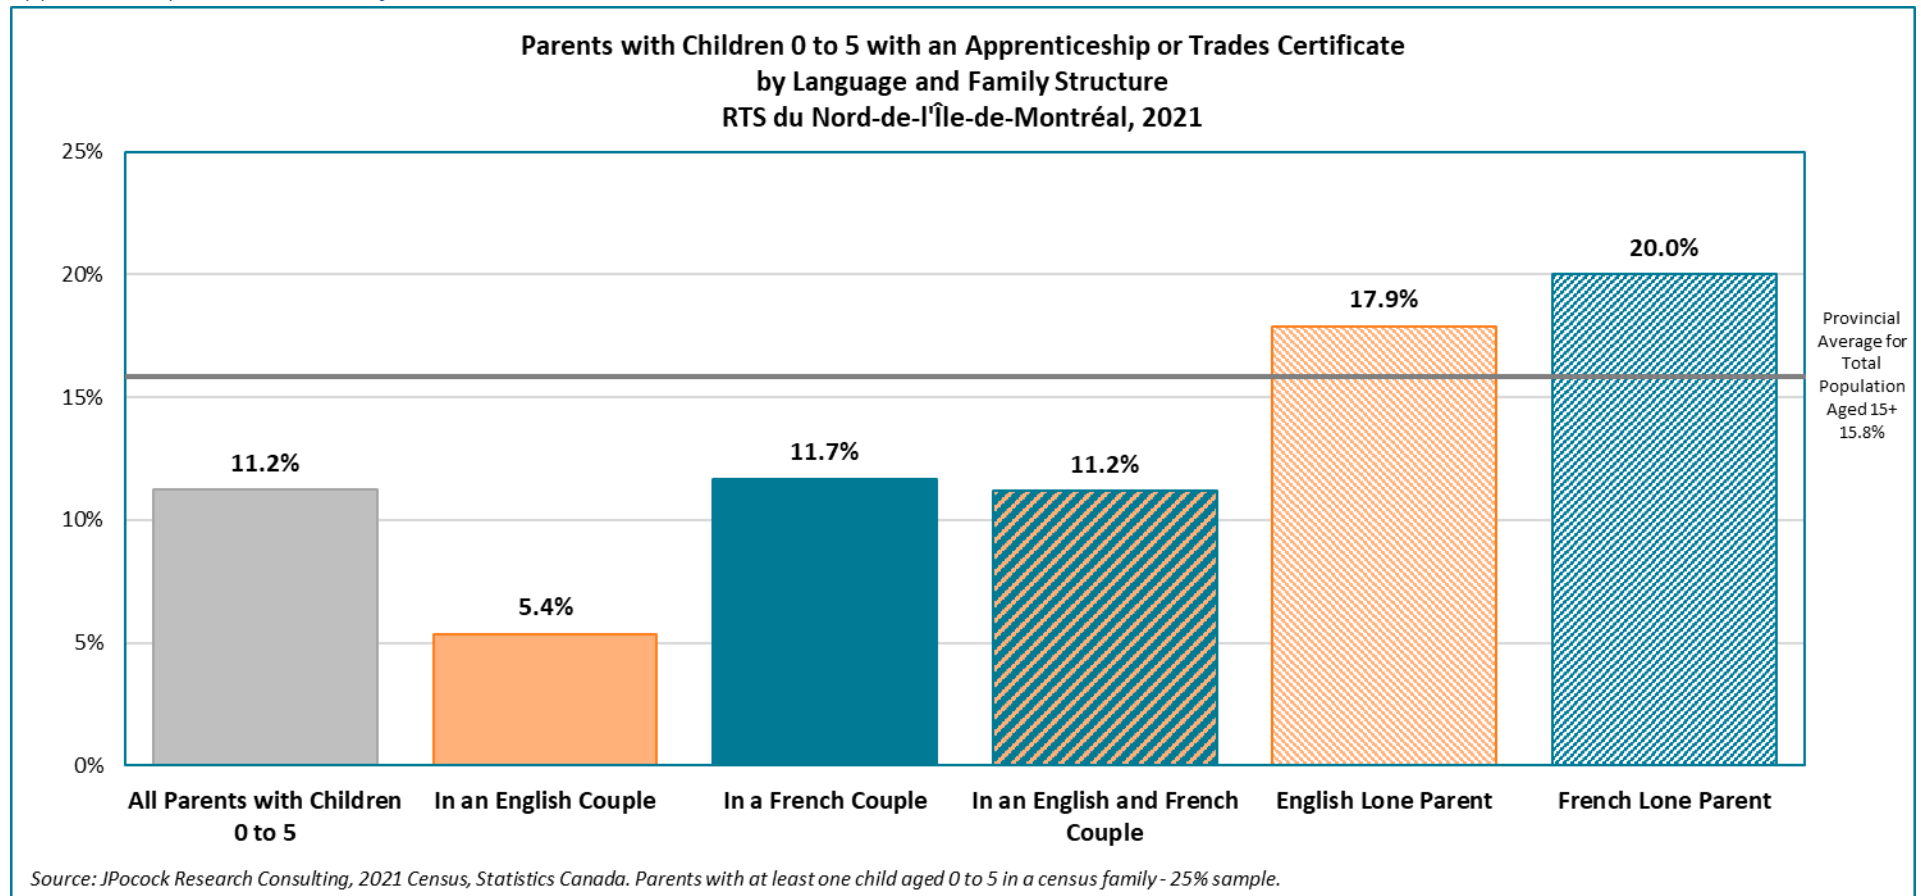 Parents with Children 0 to 5 with an Apprenticeship or Trades Certificate
by Language and Family Structure
RTS du Nord-de-l'Île-de-Montréal, 2021
25%
20%
15%
10%
5%
0%
11.2%
5.4%
11.7%
11.2%
17.9%
20.0%
Provincial
Average for
Total
Population
Aged 15+
15.8%
All Parents with Children
0 to 5
In an English Couple
In a French Couple
In an English and French
Couple
English Lone Parent
French Lone Parent
Source: JPocock Research Consulting, 2021 Census, Statistics Canada. Parents with at least one child aged 0 to 5 in a census family - 25% sample.